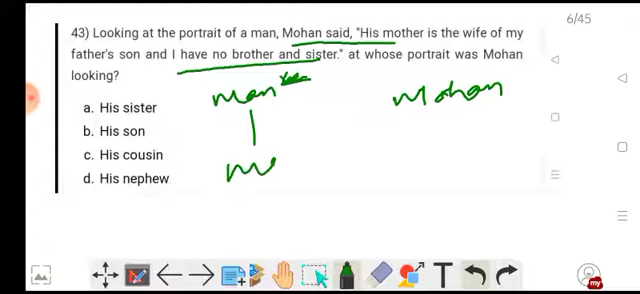 6/45
43) Looking at the portrait of a man, Mohan said, "His mother is the wife of my
father's son and I have no brother and sister." at whose portrait was Mohan
looking?
a. His sister
b. His son
c. His cousin
d. His nephew
Man
Mohan
T
my